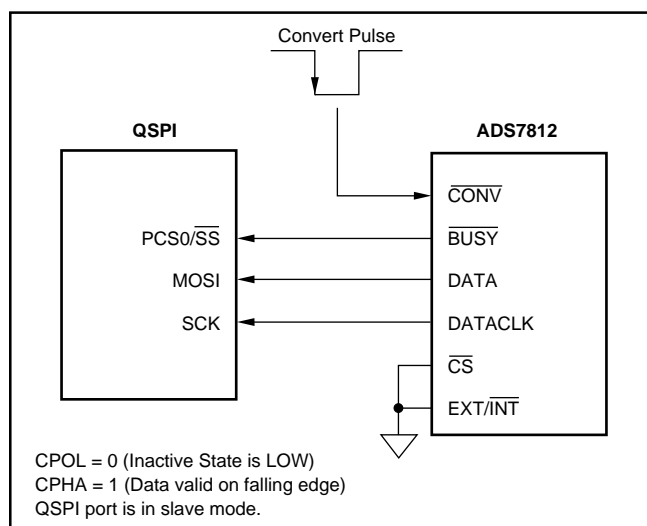 Convert Pulse
QSPI
ADS7812
CONV
PCS0/SS
BUSY
MOSI
DATA
SCK
DATACLK
CS
EXT/INT
CPOL = 0 (Inactive State is LOW)
CPHA = 1 (Data valid on falling edge)
QSPI port is in slave mode.